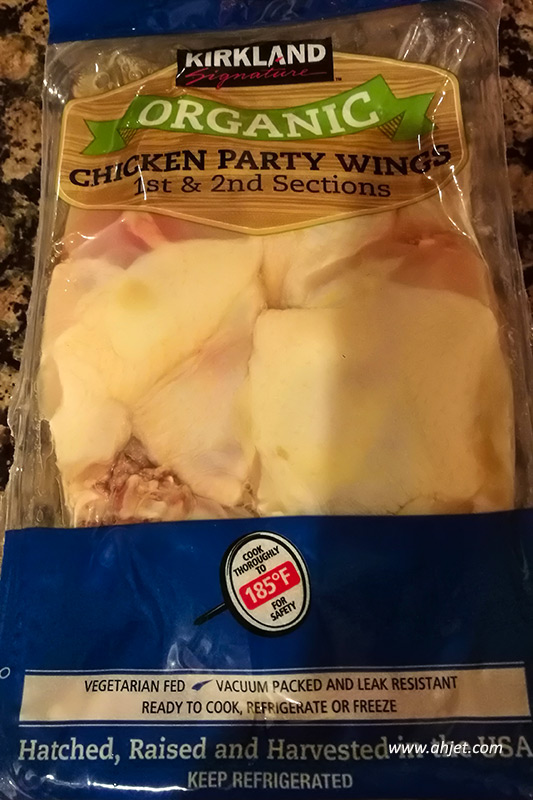 KIRKLAND
Signature™
ORGANIC
CHICKEN PARTY WINGS
1st & 2nd Sections
COOK
THOROUGHLY
TO
185°F
FOR
SAFETY
VEGETARIAN FED VACUUM PACKED AND LEAK RESISTANT
READY TO COOK, REFRIGERATE OR FREEZE
Hatched, Raised and Harvested in the USA
www.ahjet.com
KEEP REFRIGERATED